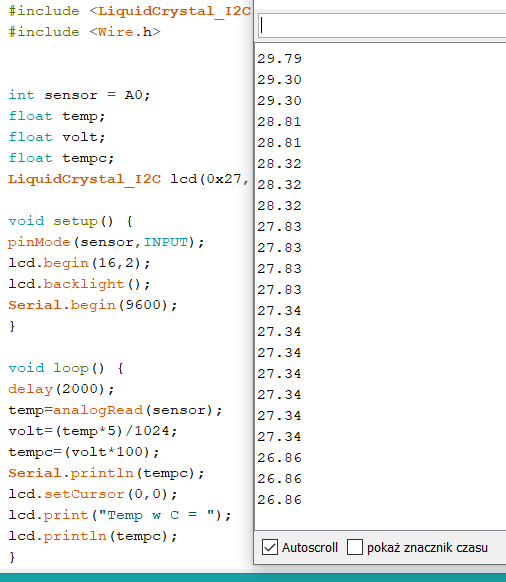 #include <LiquidCrystal_I2C
#include <Wire.h>
int sensor = A0;
float temp;
float volt;
float tempc;
LiquidCrystal_I2C lcd(0x27,
void setup() {
pinMode(sensor,INPUT);
lcd.begin(16,2);
lcd.backlight();
Serial.begin(9600);
}
void loop() {
delay(2000);
temp=analogRead(sensor);
volt=(temp*5)/1024;
tempc=(volt*100);
Serial.println(tempc);
lcd.setCursor(0,0);
lcd.print("Temp w C = ");
lcd.println(tempc);
}
29.79
29.30
29.30
28.81
28.81
28.32
28.32
28.32
27.83
27.83
27.83
27.83
27.34
27.34
27.34
27.34
27.34
27.34
27.34
26.86
26.86
26.86
Autoscroll pokaż znacznik czasu